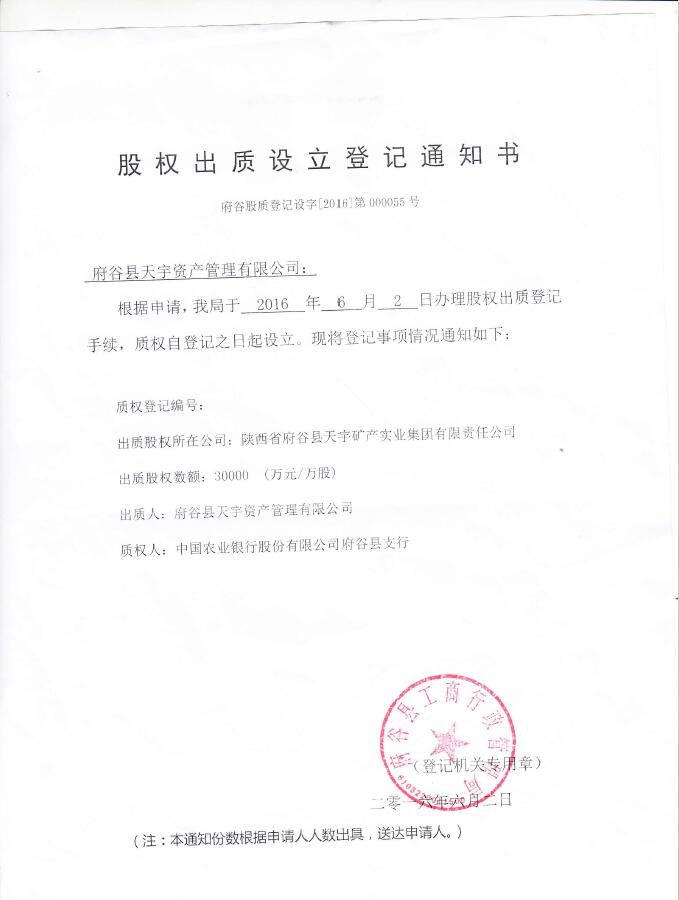 股权出质设立登记通知书
府谷股质登记设字[2016]第000055号
府谷县天宇资产管理有限公司：
根据申请，我局于 2016 年 6 月 2 日办理股权出质登记
手续，质权自登记之日起设立。现将登记事项情况通知如下：
质权登记编号：
出质股权所在公司：陕西省府谷县天宇矿产实业集团有限责任公司
出质股权数额：30000 (万元/万股)
出质人：府谷县天宇资产管理有限公司
质权人：中国农业银行股份有限公司府谷县支行
府谷县工商行政管理局
（登记机关专用章）
二零一六年六月二日
（注：本通知份数根据申请人人数出具，送达申请人。）